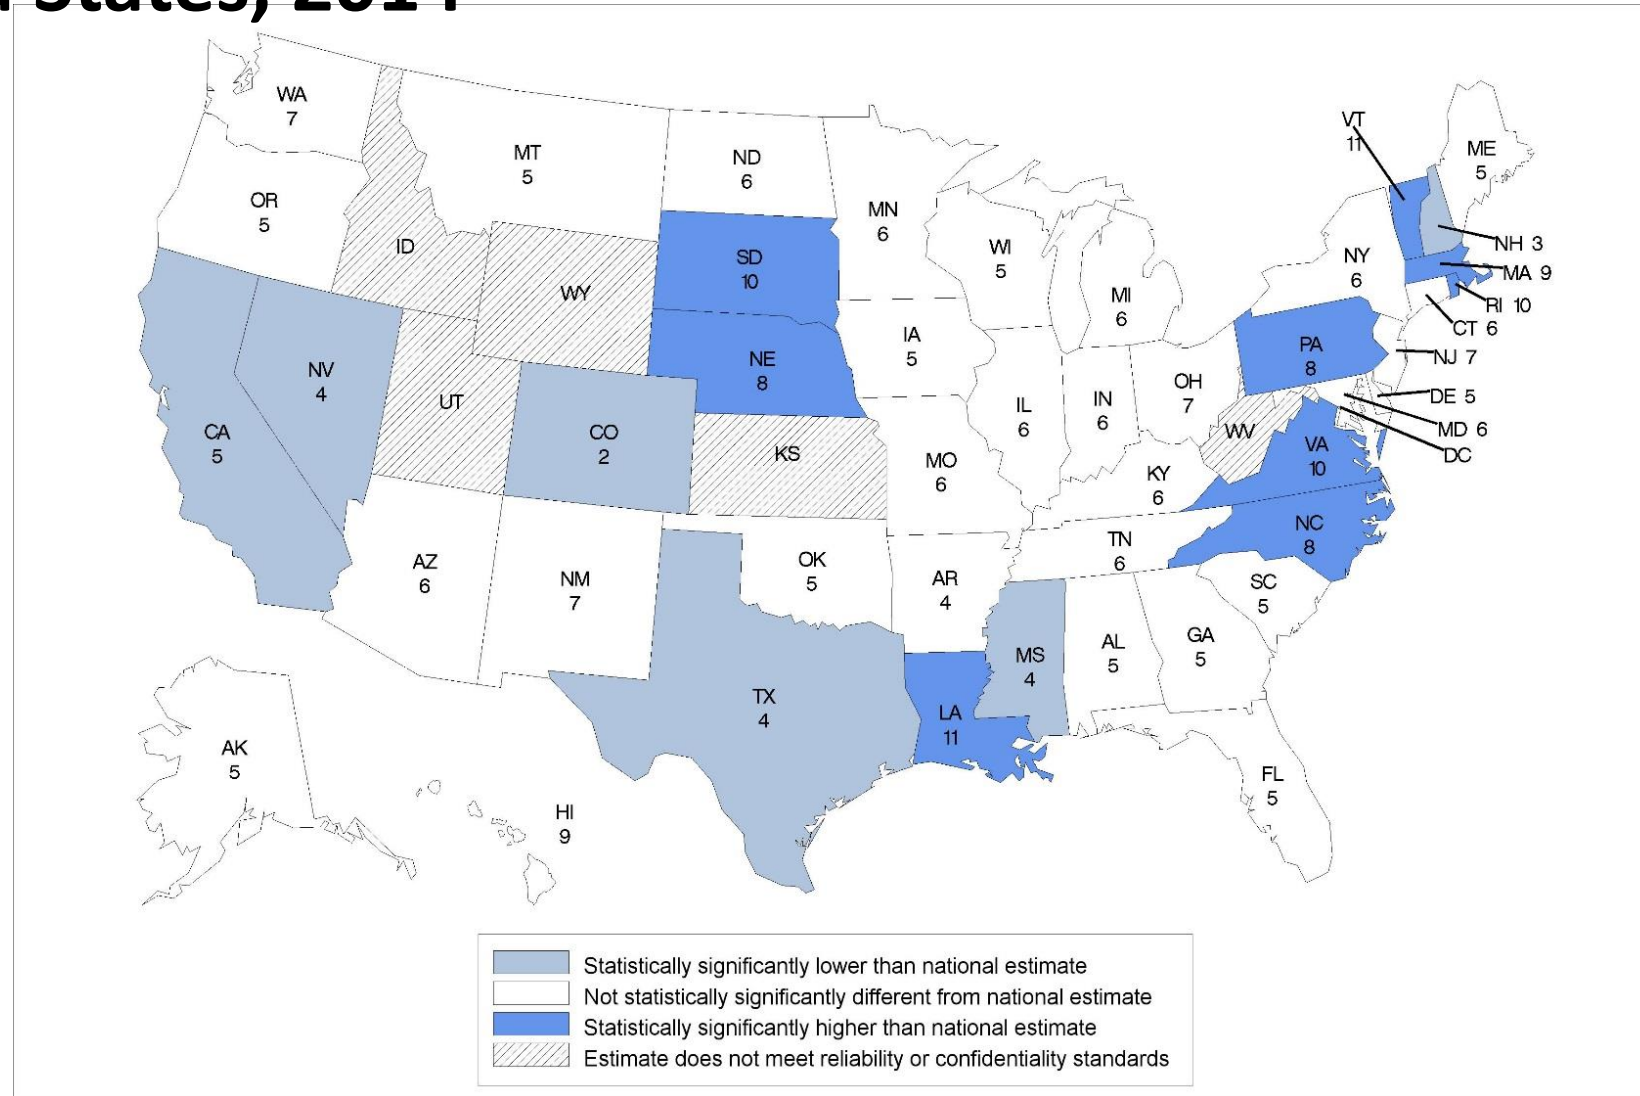 States, 2014
WA
7
MT
5
ND
6
VT
11
ME
5
OR
5
MN
6
ID
SD
10
WI
5
NY
6
NH 3
MA 9
WY
MI
6
RI 10
CT 6
IA
5
PA
8
NJ 7
NV
4
NE
8
OH
7
DE 5
UT
IL
6
IN
6
MD 6
CA
5
CO
2
KS
WV
VA
10
DC
MO
6
KY
6
NC
8
AZ
6
NM
7
OK
5
AR
4
TN
6
SC
5
MS
4
AL
5
GA
5
TX
4
LA
11
AK
5
HI
9
FL
5
Statistically significantly lower than national estimate
Not statistically significantly different from national estimate
Statistically significantly higher than national estimate
Estimate does not meet reliability or confidentiality standards